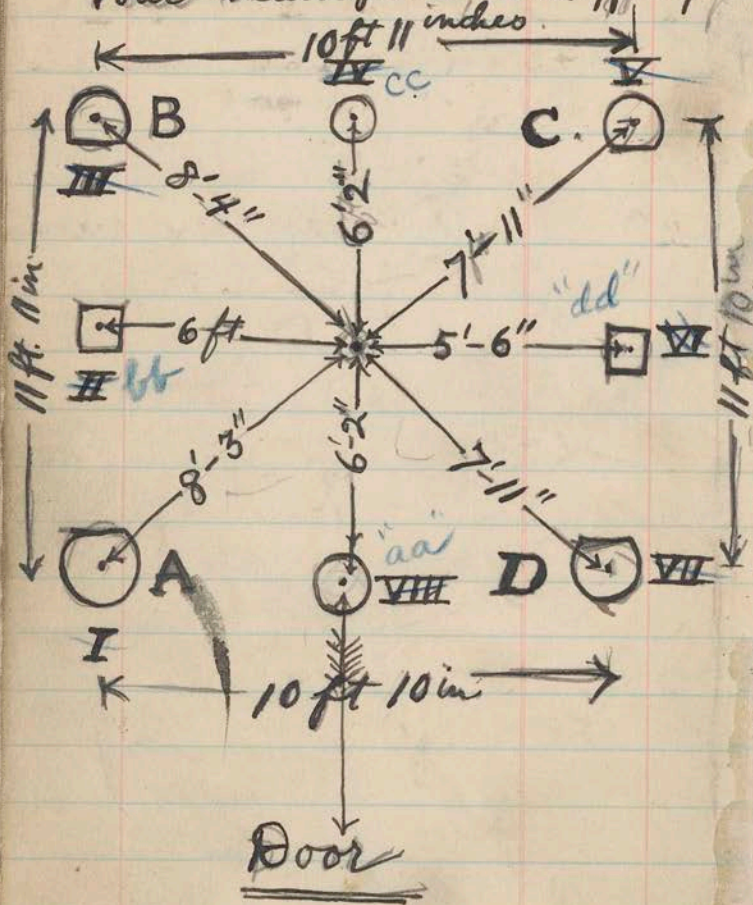 10 ft 11 inches
IV cc V
B C.
III
8'-4" 6'2" 7'-11"
"dd"
11 ft. 11 in 6 ft 5'-6" VI 11 ft 10 in
II bb
8'-3" 6'-2" 7'-11"
"aa"
A VIII D VII
I
10 ft 10 in
Door